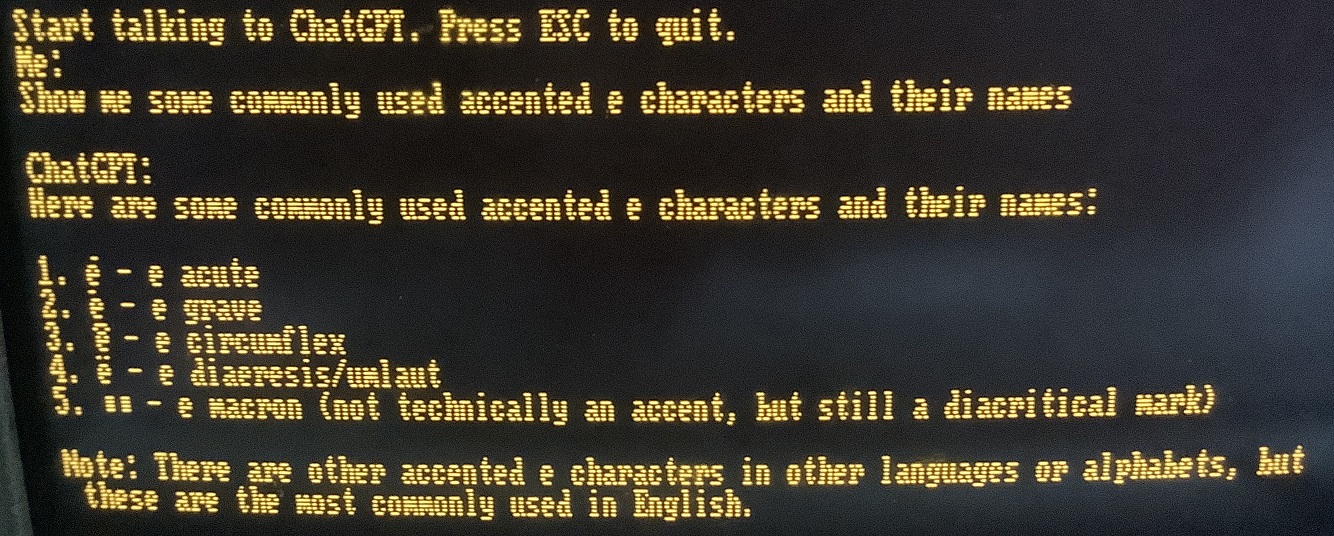 Start talking to ChatGPT. Press ESC to quit.
Me:
Show me some commonly used accented e characters and their names
ChatGPT:
Here are some commonly used accented e characters and their names:
1. é - e acute
2. è - e grave
3. ê - e circumflex
4. ë - e diaeresis/umlaut
5. ▪▪ - e macron (not technically an accent, but still a diacritical mark)
Note: There are other accented e characters in other languages or alphabets, but
these are the most commonly used in English.